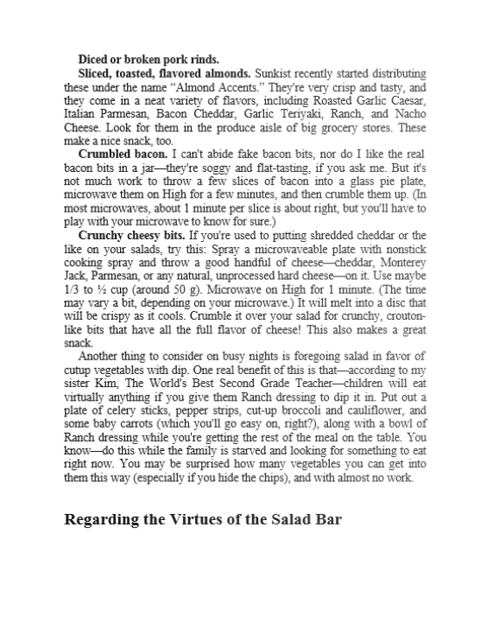 Diced or broken pork rinds.
Sliced, toasted, flavored almonds. Sunkist recently started distributing
these under the name “Almond Accents.” They're very crisp and tasty, and
they come in a neat variety of flavors, including Roasted Garlic Caesar,
Italian Parmesan, Bacon Cheddar, Garlic Teriyaki, Ranch, and Nacho
Cheese. Look for them in the produce aisle of big grocery stores. These
make a nice snack, too.
Crumbled bacon. I can't abide fake bacon bits, nor do I like the real
bacon bits in a jar—they're soggy and flat-tasting, if you ask me. But it's
not much work to throw a few slices of bacon into a glass pie plate,
microwave them on High for a few minutes, and then crumble them up. (In
most microwaves, about 1 minute per slice is about right, but you'll have to
play with your microwave to know for sure.)
Crunchy cheesy bits. If you're used to putting shredded cheddar or the
like on your salads, try this: Spray a microwaveable plate with nonstick
cooking spray and throw a good handful of cheese—cheddar, Monterey
Jack, Parmesan, or any natural, unprocessed hard cheese—on it. Use maybe
1/3 to ½ cup (around 50 g). Microwave on High for 1 minute. (The time
may vary a bit, depending on your microwave.) It will melt into a disc that
will be crispy as it cools. Crumble it over your salad for crunchy, crouton-
like bits that have all the full flavor of cheese! This also makes a great
snack.
Another thing to consider on busy nights is foregoing salad in favor of
cutup vegetables with dip. One real benefit of this is that—according to my
sister Kim, The World's Best Second Grade Teacher—children will eat
virtually anything if you give them Ranch dressing to dip it in. Put out a
plate of celery sticks, pepper strips, cut-up broccoli and cauliflower, and
some baby carrots (which you'll go easy on, right?), along with a bowl of
Ranch dressing while you're getting the rest of the meal on the table. You
know—do this while the family is starved and looking for something to eat
right now. You may be surprised how many vegetables you can get into
them this way (especially if you hide the chips), and with almost no work.
Regarding the Virtues of the Salad Bar